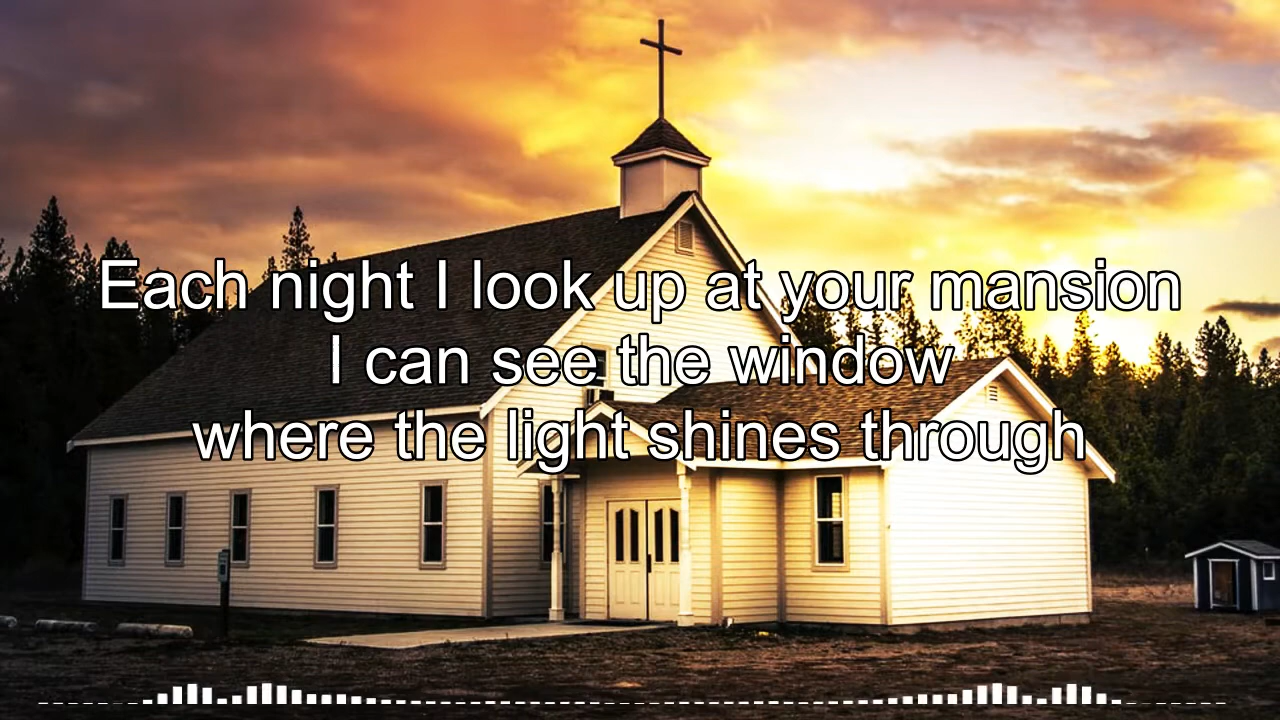 Each night I look up at your mansion
I can see the window
where the light shines through